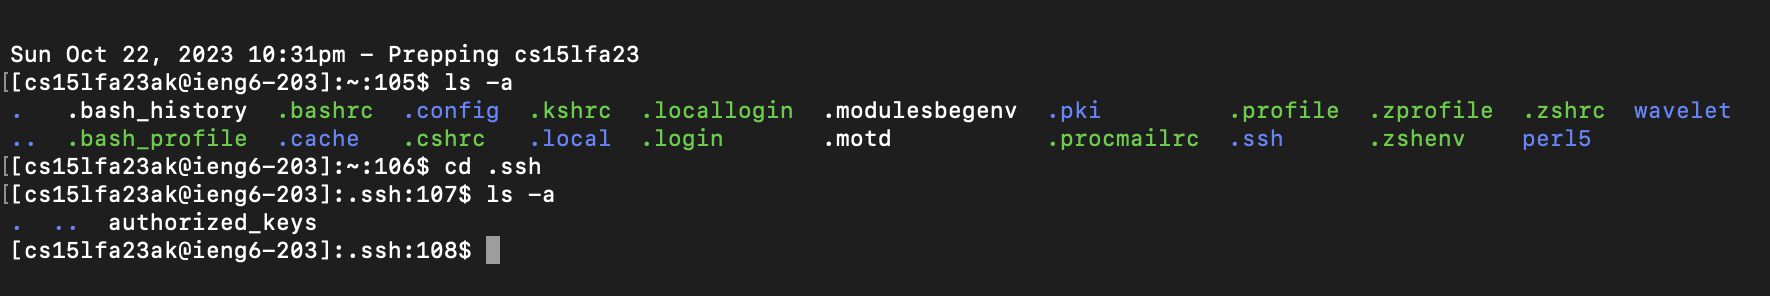 Sun Oct 22, 2023 10:31pm - Prepping cs15lfa23
[[cs15lfa23ak@ieng6-203]:~:105$ ls -a
. .bash_history .bashrc .config .kshrc .locallogin .modulesbegenv .pki .profile .zprofile .zshrc wavelet
.. .bash_profile .cache .cshrc .local .login .motd .procmailrc .ssh .zshenv perl5
[[cs15lfa23ak@ieng6-203]:~:106$ cd .ssh
[[cs15lfa23ak@ieng6-203]:.ssh:107$ ls -a
. .. authorized_keys
[cs15lfa23ak@ieng6-203]:.ssh:108$